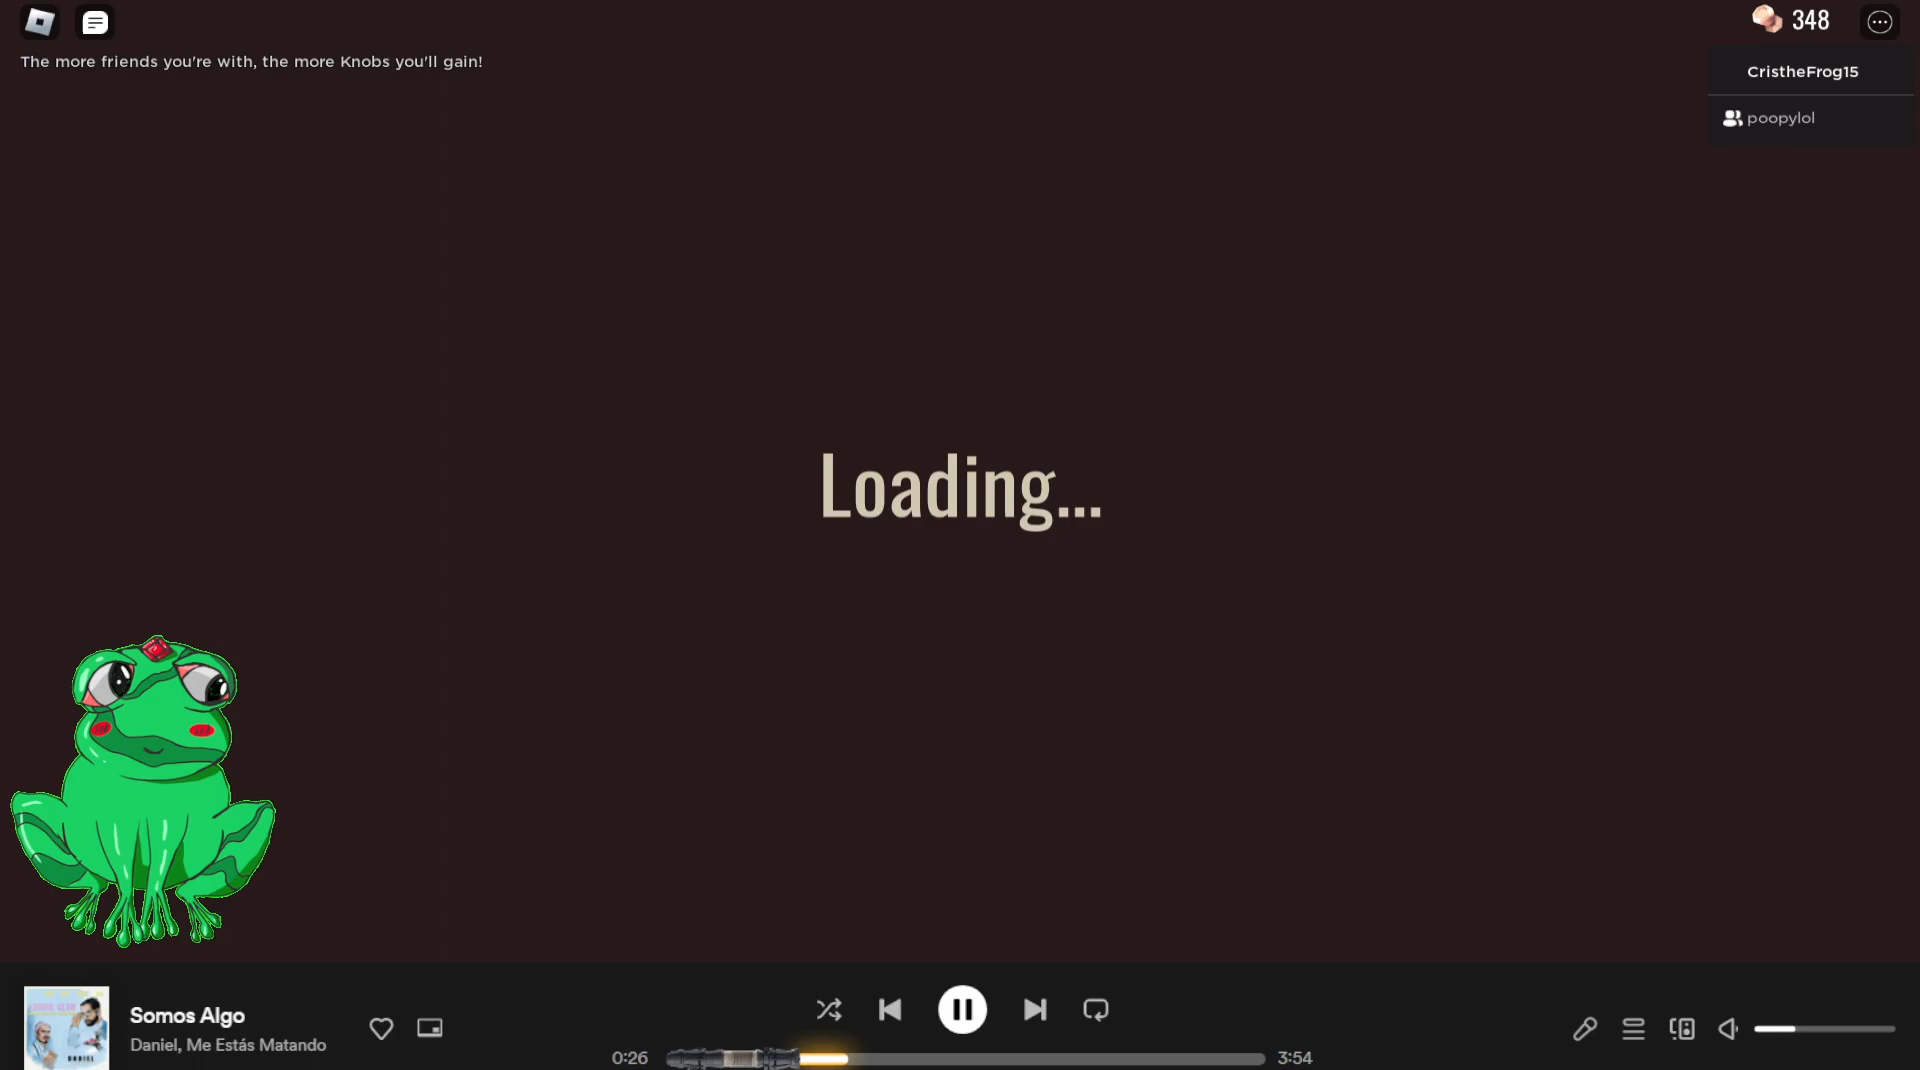 348
The more friends you're with, the more Knobs you'll gain!
CristheFrog15
poopylol
Loading...
Somos Algo
Daniel, Me Estás Matando
0:26
3:54
DANIEL